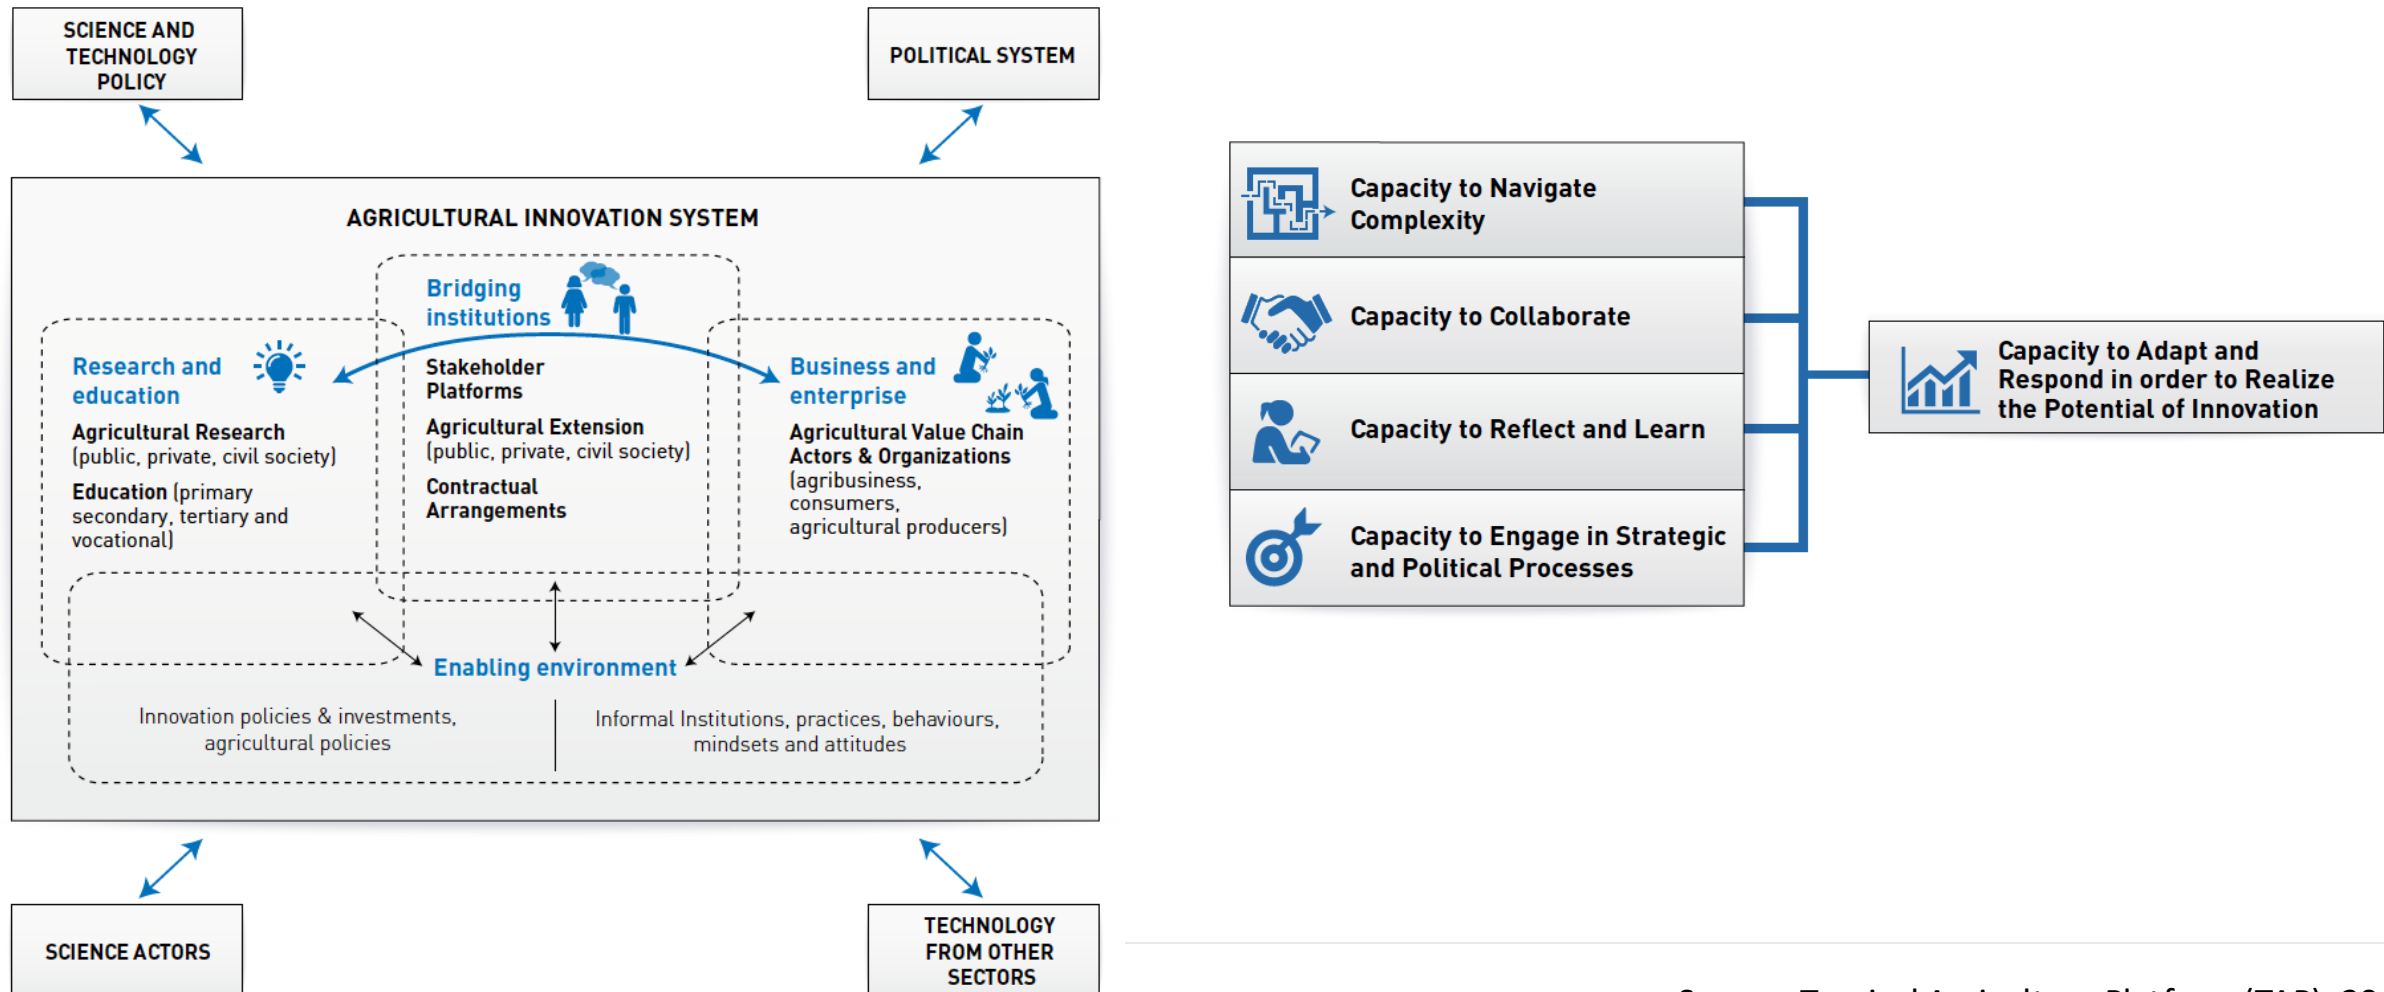 SCIENCE AND
TECHNOLOGY
POLICY
POLITICAL SYSTEM
AGRICULTURAL INNOVATION SYSTEM
Bridging
institutions
Research and
education
Agricultural Research
(public, private, civil society)
Education (primary
secondary, tertiary and
vocational)
Stakeholder
Platforms
Agricultural Extension
(public, private, civil society)
Contractual
Arrangements
Business and
enterprise
Agricultural Value Chain
Actors & Organizations
(agribusiness,
consumers,
agricultural producers)
Enabling environment
Innovation policies & investments,
agricultural policies
Informal Institutions, practices, behaviours,
mindsets and attitudes
SCIENCE ACTORS
TECHNOLOGY
FROM OTHER
SECTORS
Capacity to Navigate
Complexity
Capacity to Collaborate
Capacity to Reflect and Learn
Capacity to Engage in Strategic
and Political Processes
Capacity to Adapt and
Respond in order to Realize
the Potential of Innovation
Tropical Agriculture Platform (TAP)